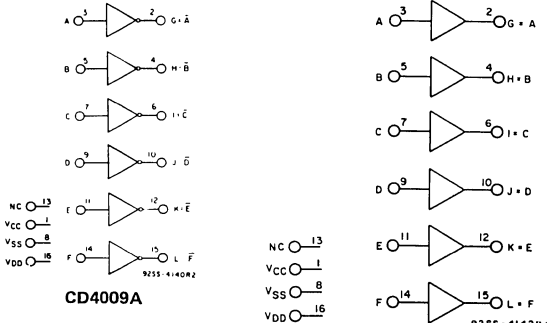 A 3 2 G=A̅
B 5 4 H=B̅
C 7 6 I=C̅
D 9 10 J=D̅
E 11 12 K=E̅
F 14 15 L=F̅
NC 13
VCC 1
VSS 8
VDD 16
92SS-4140R2
CD4009A
A 3 2 G=A
B 5 4 H=B
C 7 6 I=C
D 9 10 J=D
E 11 12 K=E
F 14 15 L=F
NC 13
VCC 1
VSS 8
VDD 16